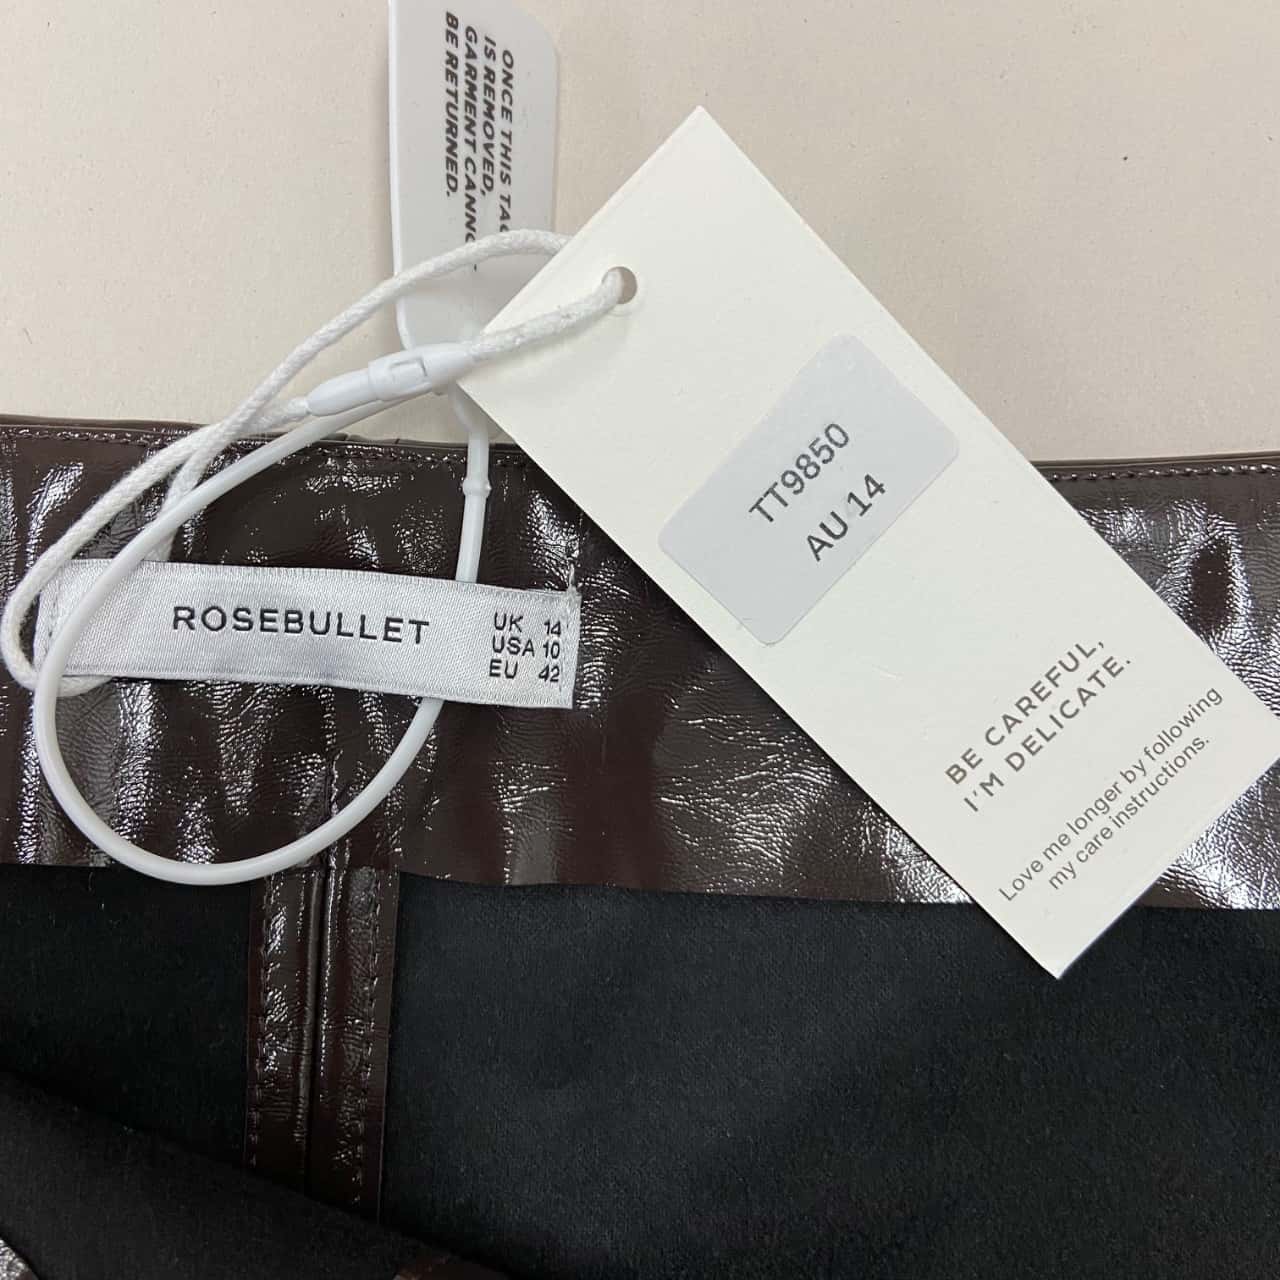 ONCE THIS TAG
IS REMOVED,
GARMENT CANNO
BE RETURNED.
TT9850
AU 14
ROSEBULLET
UK 14
USA 10
EU 42
BE CAREFUL,
I'M DELICATE.
Love me longer by following
my care instructions.